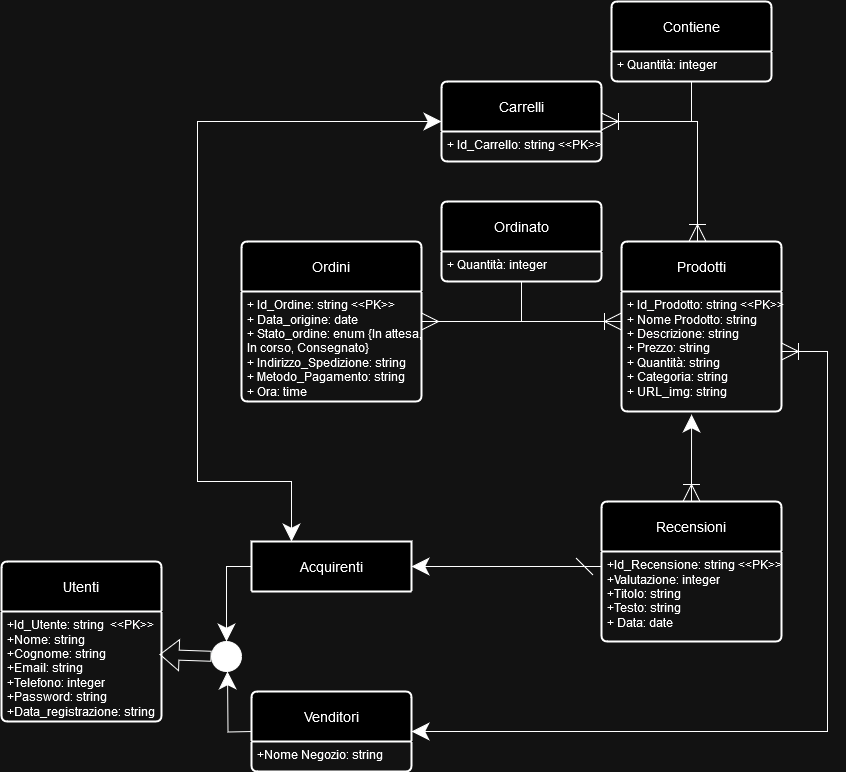 Contiene
+ Quantità: integer
Carrelli
+ Id_Carrello: string <<PK>>
Ordinato
+ Quantità: integer
Ordini
+ Id_Ordine: string <<PK>>
+ Data_origine: date
+ Stato_ordine: enum {In attesa,
In corso, Consegnato}
+ Indirizzo_Spedizione: string
+ Metodo_Pagamento: string
+ Ora: time
Prodotti
+ Id_Prodotto: string <<PK>>
+ Nome Prodotto: string
+ Descrizione: string
+ Prezzo: string
+ Quantità: string
+ Categoria: string
+ URL_img: string
Recensioni
+Id_Recensione: string <<PK>>
+Valutazione: integer
+Titolo: string
+Testo: string
+ Data: date
Acquirenti
Utenti
+Id_Utente: string <<PK>>
+Nome: string
+Cognome: string
+Email: string
+Telefono: integer
+Password: string
+Data_registrazione: string
Venditori
+Nome Negozio: string